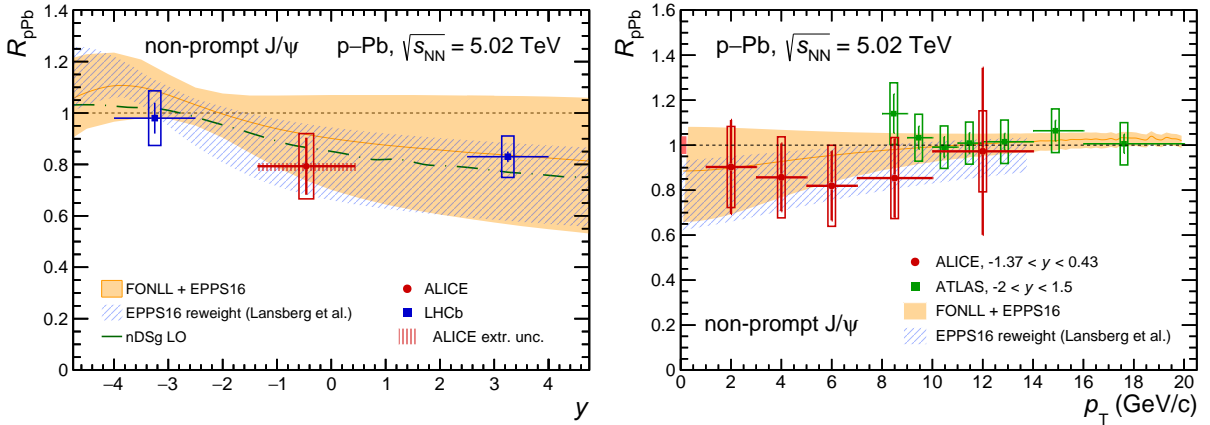 R_pPb
non-prompt J/ψ p−Pb, √s_NN = 5.02 TeV
1.4
1.2
1
0.8
0.6
0.4
0.2
0
FONLL + EPPS16
EPPS16 reweight (Lansberg et al.)
nDSg LO
ALICE
LHCb
ALICE extr. unc.
−4 −3 −2 −1 0 1 2 3 4
y
R_pPb
p−Pb, √s_NN = 5.02 TeV
1.6
1.4
1.2
1
0.8
0.6
0.4
0.2
0
ALICE, -1.37 < y < 0.43
ATLAS, -2 < y < 1.5
FONLL + EPPS16
EPPS16 reweight (Lansberg et al.)
non-prompt J/ψ
0 2 4 6 8 10 12 14 16 18 20
p_T (GeV/c)